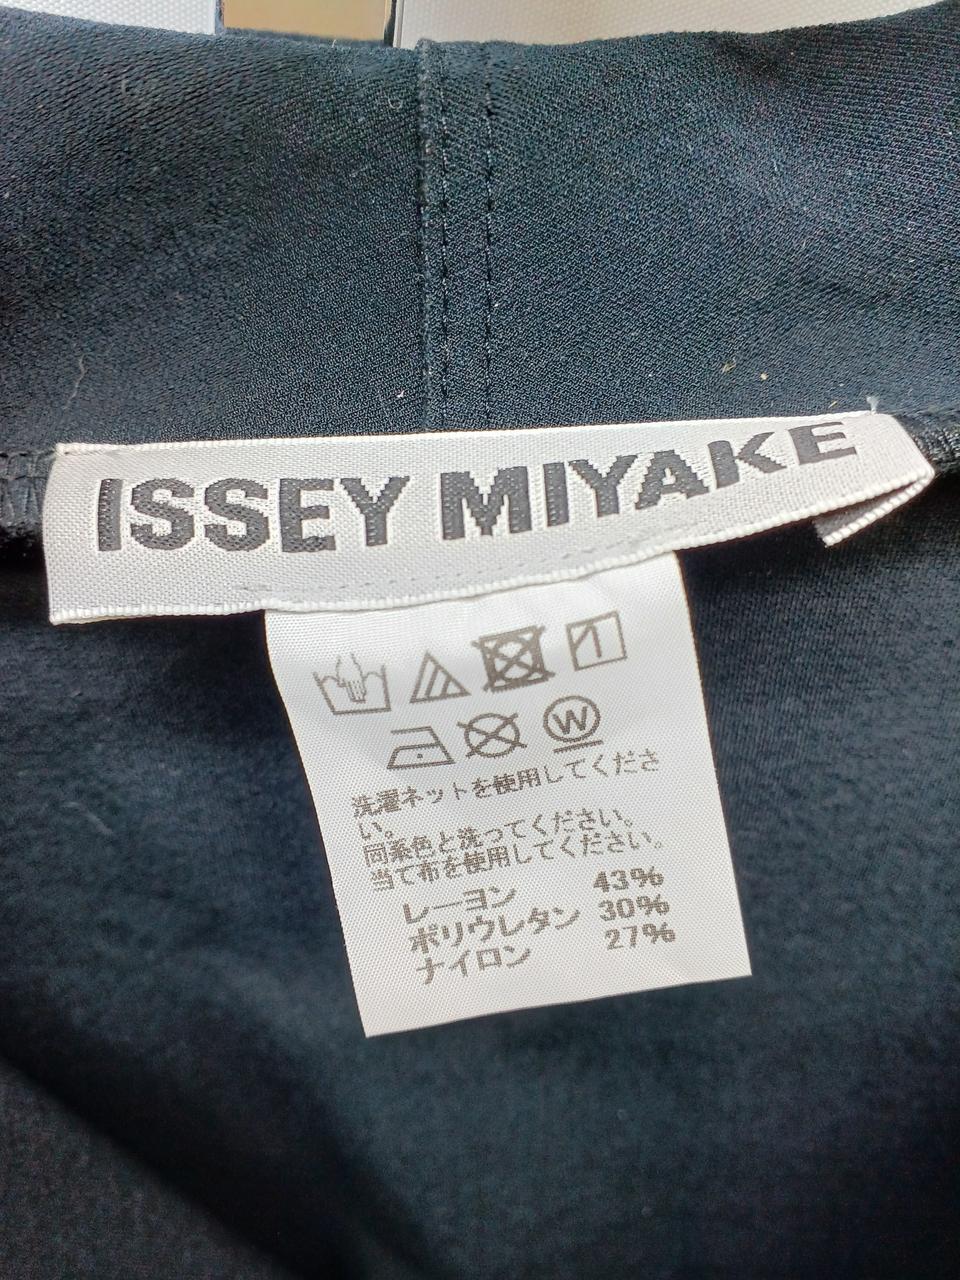 ISSEY MIYAKE
W
洗濯ネットを使用してくださ
い。
同系色と洗ってください。
当て布を使用してください。
レーヨン 43%
ポリウレタン 30%
ナイロン 27%